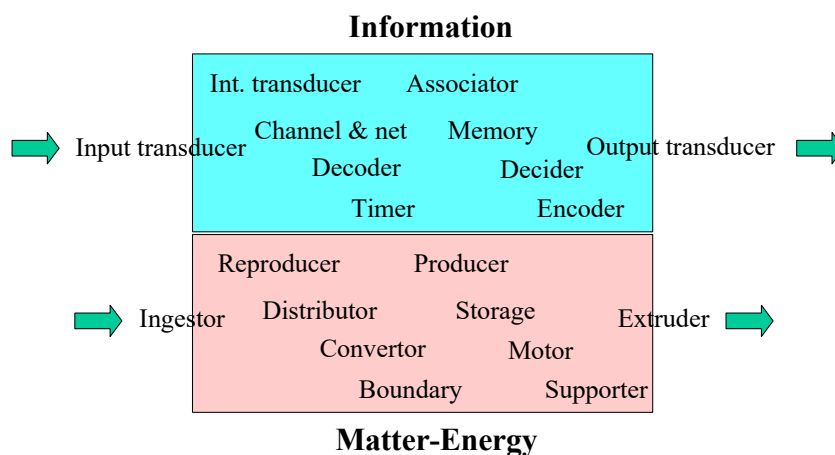 Information
Int. transducer Associator
Channel & net Memory
Input transducer Output transducer
Decoder Decider
Timer Encoder
Reproducer Producer
Distributor Storage
Ingestor Extruder
Convertor Motor
Boundary Supporter
Matter-Energy